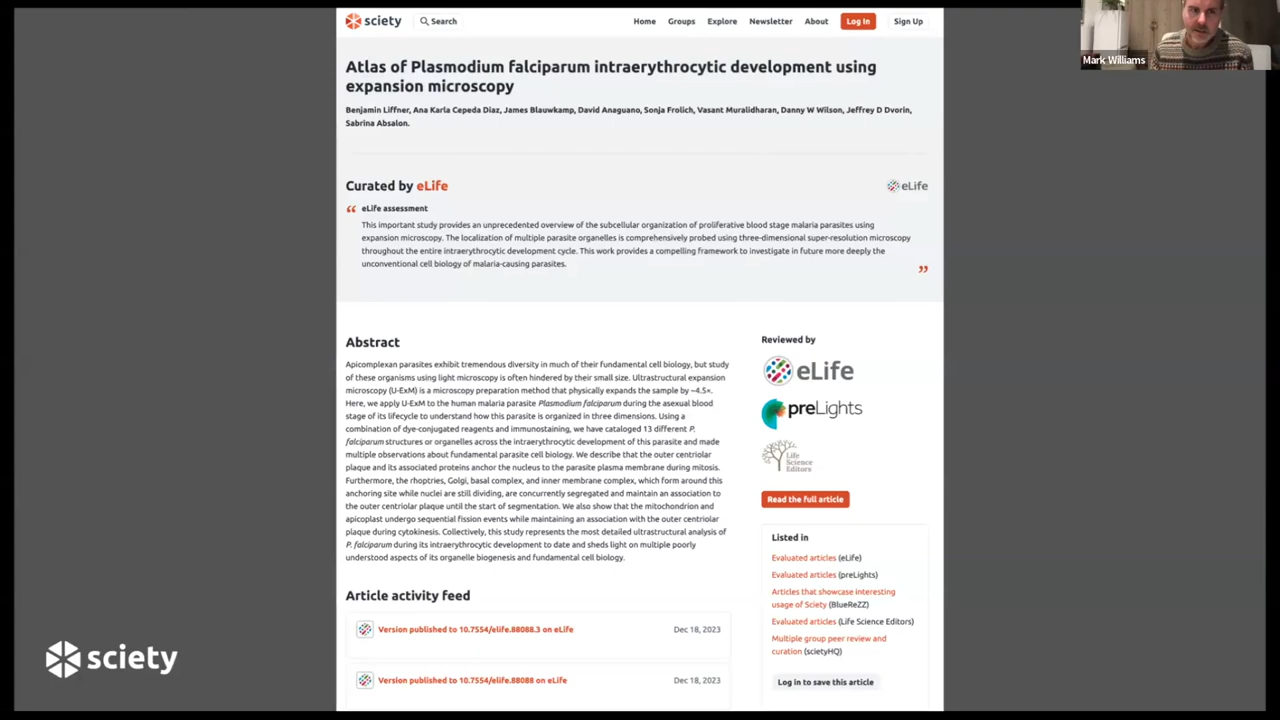 sciety
Search
Home
Groups
Explore
Newsletter
About
Log In
Sign Up
Mark Williams
Atlas of Plasmodium falciparum intraerythrocytic development using
expansion microscopy
Benjamin Liffner, Ana Karla Cepeda Diaz, James Blauwkamp, David Anaguano, Sonja Frolich, Vasant Muralidharan, Danny W Wilson, Jeffrey D Dvorin,
Sabrina Absalon.
Curated by eLife
eLife
“ eLife assessment
This important study provides an unprecedented overview of the subcellular organization of proliferative blood stage malaria parasites using
expansion microscopy. The localization of multiple parasite organelles is comprehensively probed using three-dimensional super-resolution microscopy
throughout the entire intraerythrocytic development cycle. This work provides a compelling framework to investigate in future more deeply the
unconventional cell biology of malaria-causing parasites.
”
Abstract
Apicomplexan parasites exhibit tremendous diversity in much of their fundamental cell biology, but study
of these organisms using light microscopy is often hindered by their small size. Ultrastructural expansion
microscopy (U-ExM) is a microscopy preparation method that physically expands the sample by ~4.5×.
Here, we apply U-ExM to the human malaria parasite Plasmodium falciparum during the asexual blood
stage of its lifecycle to understand how this parasite is organized in three dimensions. Using a
combination of dye-conjugated reagents and immunostaining, we have cataloged 13 different P.
falciparum structures or organelles across the intraerythrocytic development of this parasite and made
multiple observations about fundamental parasite cell biology. We describe that the outer centriolar
plaque and its associated proteins anchor the nucleus to the parasite plasma membrane during mitosis.
Furthermore, the rhoptries, Golgi, basal complex, and inner membrane complex, which form around this
anchoring site while nuclei are still dividing, are concurrently segregated and maintain an association to
the outer centriolar plaque until the start of segmentation. We also show that the mitochondrion and
apicoplast undergo sequential fission events while maintaining an association with the outer centriolar
plaque during cytokinesis. Collectively, this study represents the most detailed ultrastructural analysis of
P. falciparum during its intraerythrocytic development to date and sheds light on multiple poorly
understood aspects of its organelle biogenesis and fundamental cell biology.
Reviewed by
eLife
preLights
Life
Science
Editors
Read the full article
Listed in
Evaluated articles (eLife)
Evaluated articles (preLights)
Articles that showcase interesting
usage of Sciety (BlueReZZ)
Evaluated articles (Life Science Editors)
Multiple group peer review and
curation (scietyHQ)
Log in to save this article
Article activity feed
Version published to 10.7554/elife.88088.3 on eLife
Dec 18, 2023
Version published to 10.7554/elife.88088 on eLife
Dec 18, 2023
sciety